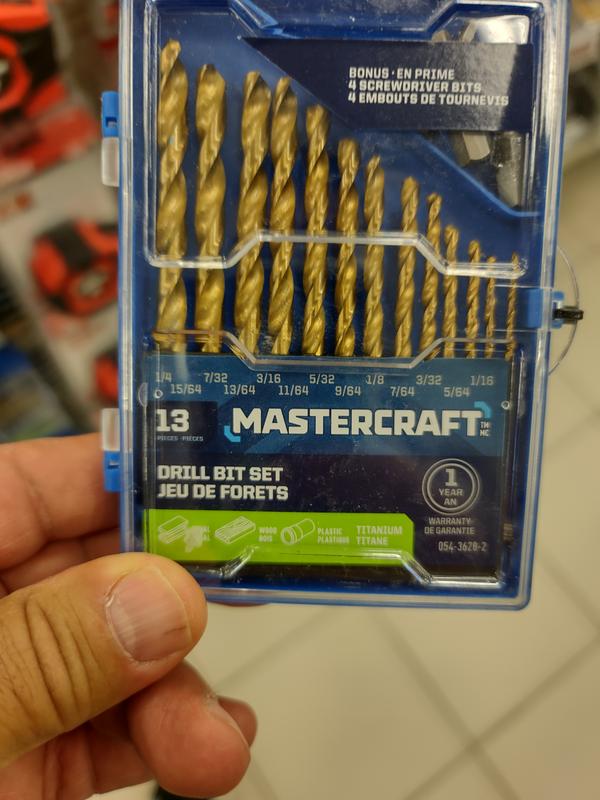 BONUS · EN PRIME
4 SCREWDRIVER BITS
4 EMBOUTS DE TOURNEVIS
1/4 7/32 3/16 5/32 1/8 3/32 1/16
15/64 13/64 11/64 9/64 7/64 5/64
13
PIECES · PIÈCES
MASTERCRAFT TM MC
DRILL BIT SET
JEU DE FORETS
1
YEAR
AN
WARRANTY
DE GARANTIE
WOOD
BOIS
PLASTIC
PLASTIQUE
TITANIUM
TITANE
054-3628-2